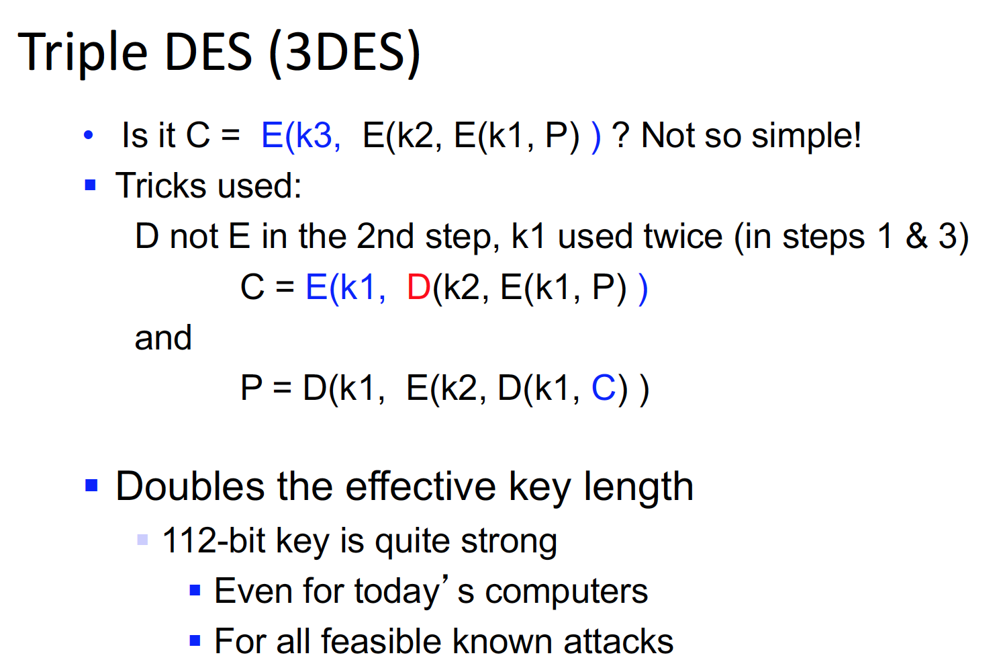 Triple DES (3DES)
• Is it C = E(k3, E(k2, E(k1, P) ) ? Not so simple!
▪ Tricks used:
D not E in the 2nd step, k1 used twice (in steps 1 & 3)
C = E(k1, D(k2, E(k1, P) )
and
P = D(k1, E(k2, D(k1, C) )
▪ Doubles the effective key length
▪ 112-bit key is quite strong
▪ Even for today’s computers
▪ For all feasible known attacks